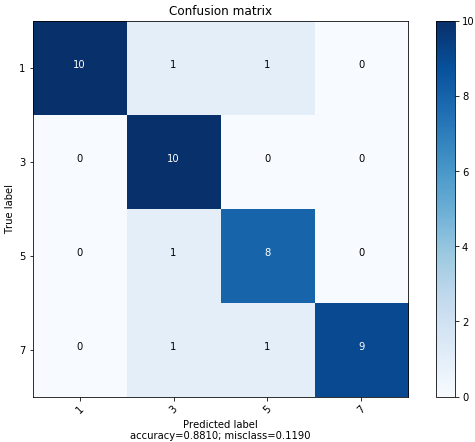 Confusion matrix
10
1 10 1 1 0
8
3 0 10 0 0
True label
6
4
5 0 1 8 0
2
7 0 1 1 9
0
1 3 5 7
Predicted label
accuracy=0.8810; misclass=0.1190